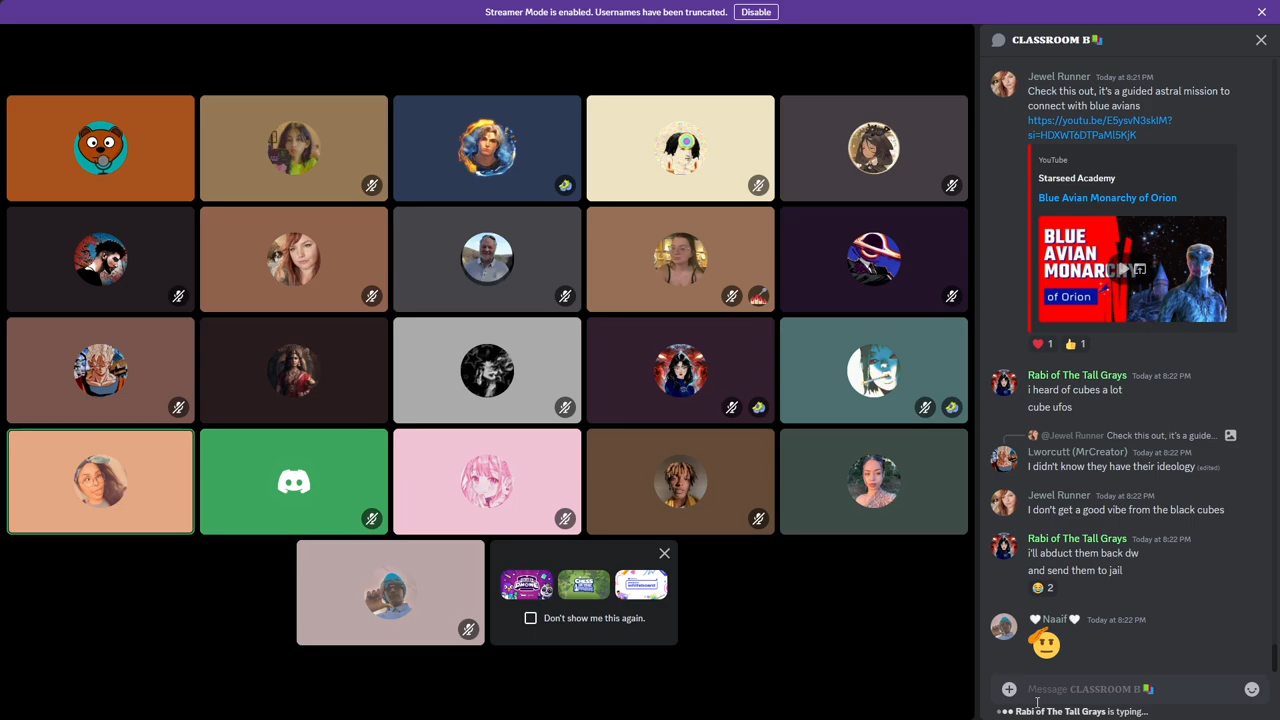 Streamer Mode is enabled. Usernames have been truncated. Disable
CLASSROOM B
Jewel Runner Today at 8:21 PM
Check this out, it's a guided astral mission to
connect with blue avians
https://youtu.be/E5ysvN3skIM?
si=HDXWT6DTPaMl5KjK
YouTube
Starseed Academy
Blue Avian Monarchy of Orion
BLUE
AVIAN
of Orion
❤️ 1 👍 1
Rabi of The Tall Grays Today at 8:22 PM
i heard of cubes a lot
cube ufos
@Jewel Runner Check this out, it's a guide...
Lworcutt (MrCreator) Today at 8:22 PM
I didn't know they have their ideology (edited)
Jewel Runner Today at 8:22 PM
I don't get a good vibe from the black cubes
Rabi of The Tall Grays Today at 8:22 PM
i'll abduct them back dw
and send them to jail
😂 2
🤍Naaif🤍 Today at 8:22 PM
Don't show me this again.
Message CLASSROOM B
Rabi of The Tall Grays is typing...